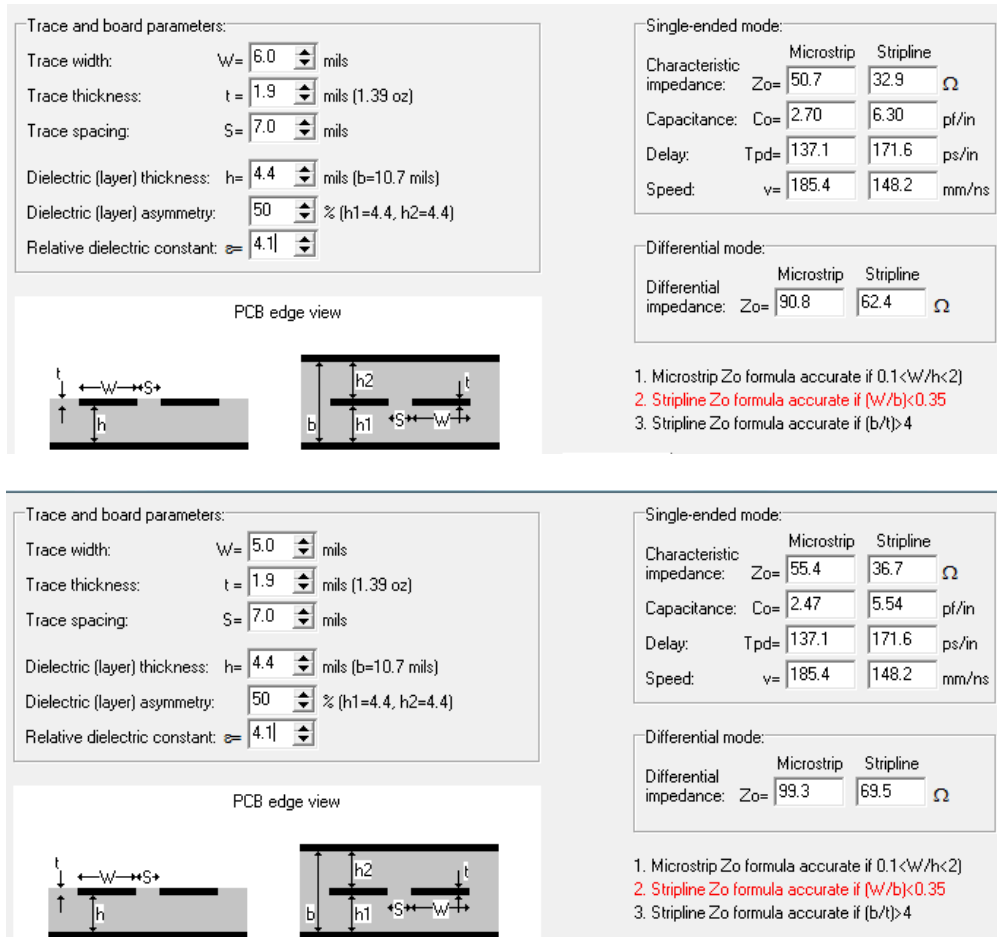 Trace and board parameters:
Trace width: W= 6.0 mils
Trace thickness: t = 1.9 mils (1.39 oz)
Trace spacing: S= 7.0 mils
Dielectric (layer) thickness: h= 4.4 mils (b=10.7 mils)
Dielectric (layer) asymmetry: 50 % (h1=4.4, h2=4.4)
Relative dielectric constant: ε= 4.1
PCB edge view
t W S h
b h2 h1 S W t
Single-ended mode:
Microstrip Stripline
Characteristic
impedance: Zo= 50.7 32.9 Ω
Capacitance: Co= 2.70 6.30 pf/in
Delay: Tpd= 137.1 171.6 ps/in
Speed: v= 185.4 148.2 mm/ns
Differential mode:
Microstrip Stripline
Differential
impedance: Zo= 90.8 62.4 Ω
1. Microstrip Zo formula accurate if 0.1<W/h<2)
2. Stripline Zo formula accurate if (W/b)<0.35
3. Stripline Zo formula accurate if (b/t)>4
Trace and board parameters:
Trace width: W= 5.0 mils
Trace thickness: t = 1.9 mils (1.39 oz)
Trace spacing: S= 7.0 mils
Dielectric (layer) thickness: h= 4.4 mils (b=10.7 mils)
Dielectric (layer) asymmetry: 50 % (h1=4.4, h2=4.4)
Relative dielectric constant: ε= 4.1
PCB edge view
t W S h
b h2 h1 S W t
Single-ended mode:
Microstrip Stripline
Characteristic
impedance: Zo= 55.4 36.7 Ω
Capacitance: Co= 2.47 5.54 pf/in
Delay: Tpd= 137.1 171.6 ps/in
Speed: v= 185.4 148.2 mm/ns
Differential mode:
Microstrip Stripline
Differential
impedance: Zo= 99.3 69.5 Ω
1. Microstrip Zo formula accurate if 0.1<W/h<2)
2. Stripline Zo formula accurate if (W/b)<0.35
3. Stripline Zo formula accurate if (b/t)>4